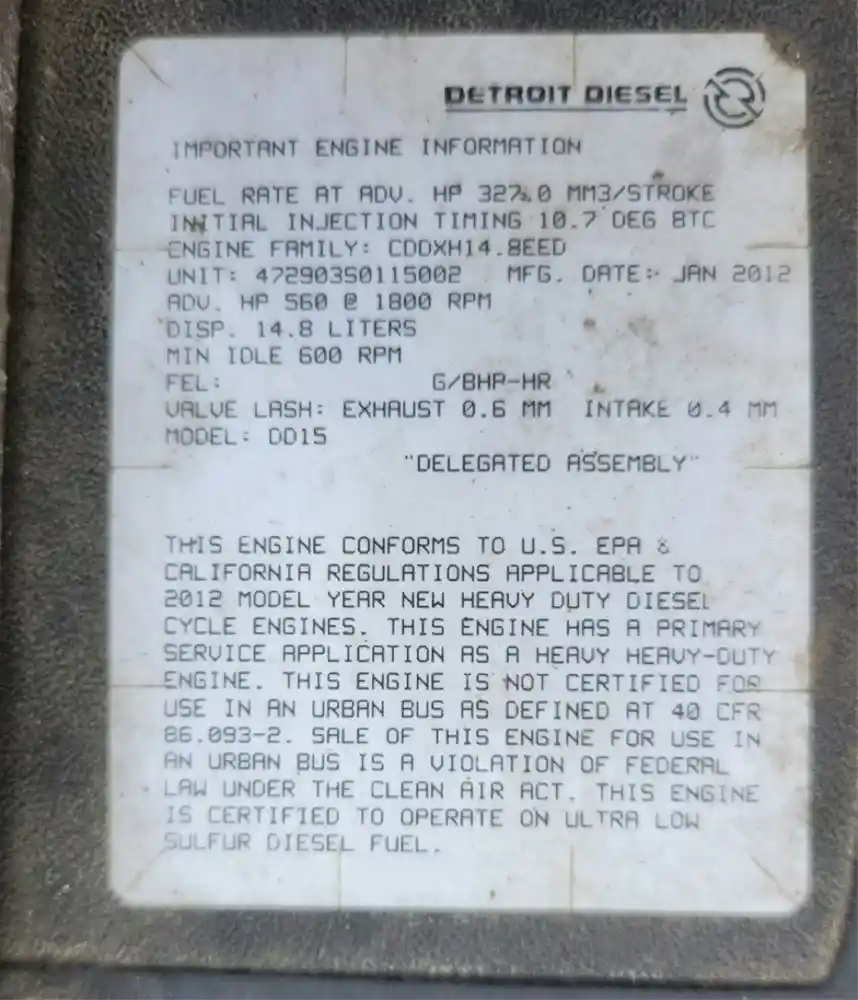 DETROIT DIESEL
IMPORTANT ENGINE INFORMATION
FUEL RATE AT ADV. HP 327.0 MM3/STROKE
INITIAL INJECTION TIMING 10.7 DEG BTC
ENGINE FAMILY: CDDXH14.8EED
UNIT: 472903S0115002 MFG. DATE: JAN 2012
ADV. HP 560 @ 1800 RPM
DISP. 14.8 LITERS
MIN IDLE 600 RPM
FEL: G/BHP-HR
VALVE LASH: EXHAUST 0.6 MM INTAKE 0.4 MM
MODEL: DD15
"DELEGATED ASSEMBLY"
THIS ENGINE CONFORMS TO U.S. EPA &
CALIFORNIA REGULATIONS APPLICABLE TO
2012 MODEL YEAR NEW HEAVY DUTY DIESEL
CYCLE ENGINES. THIS ENGINE HAS A PRIMARY
SERVICE APPLICATION AS A HEAVY HEAVY-DUTY
ENGINE. THIS ENGINE IS NOT CERTIFIED FOR
USE IN AN URBAN BUS AS DEFINED AT 40 CFR
86.093-2. SALE OF THIS ENGINE FOR USE IN
AN URBAN BUS IS A VIOLATION OF FEDERAL
LAW UNDER THE CLEAN AIR ACT. THIS ENGINE
IS CERTIFIED TO OPERATE ON ULTRA LOW
SULFUR DIESEL FUEL.